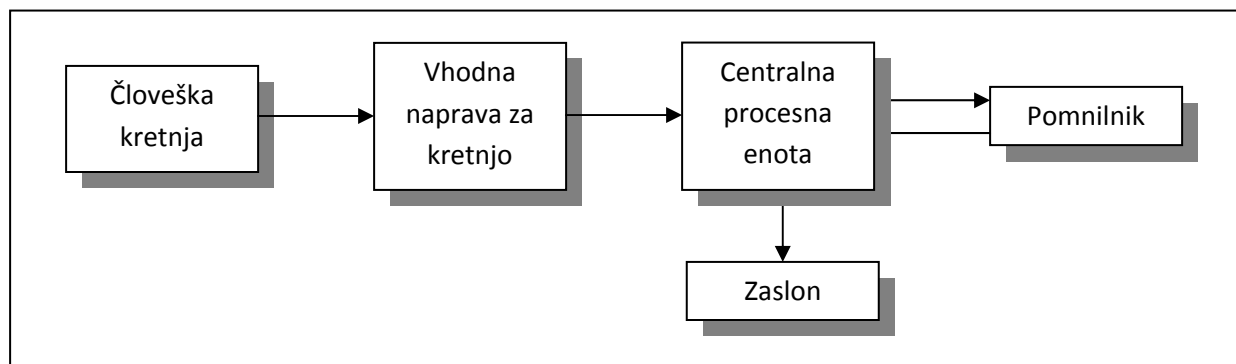 Človeška
kretnja
Vhodna
naprava za
kretnjo
Centralna
procesna
enota
Pomnilnik
Zaslon